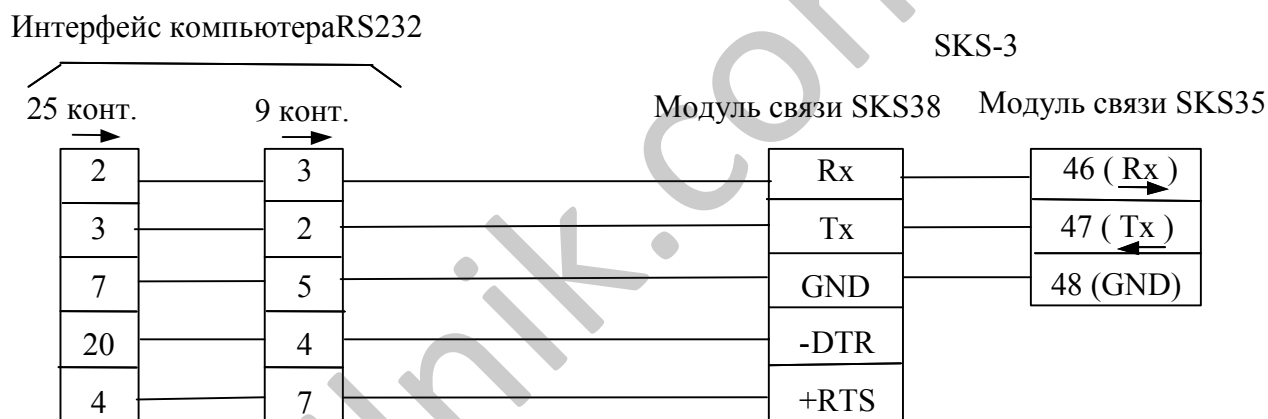 Интерфейс компьютераRS232
SKS-3
25 конт. 9 конт. Модуль связи SKS38 Модуль связи SKS35
2 3 Rx 46 ( Rx )
3 2 Tx 47 ( Tx )
7 5 GND 48 (GND)
20 4 -DTR
4 7 +RTS